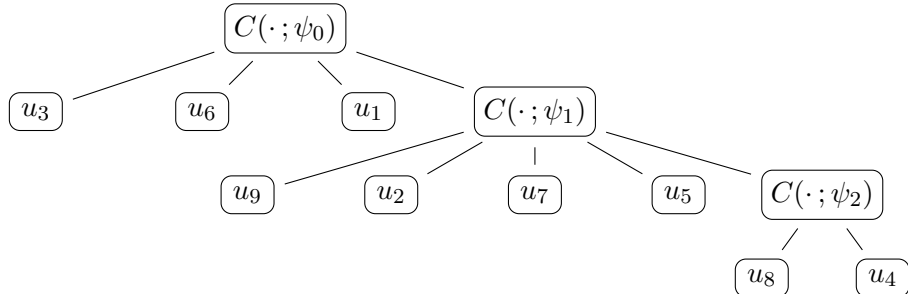 C(· ; ψ₀)
u₃ u₆ u₁ C(· ; ψ₁)
u₉ u₂ u₇ u₅ C(· ; ψ₂)
u₈ u₄